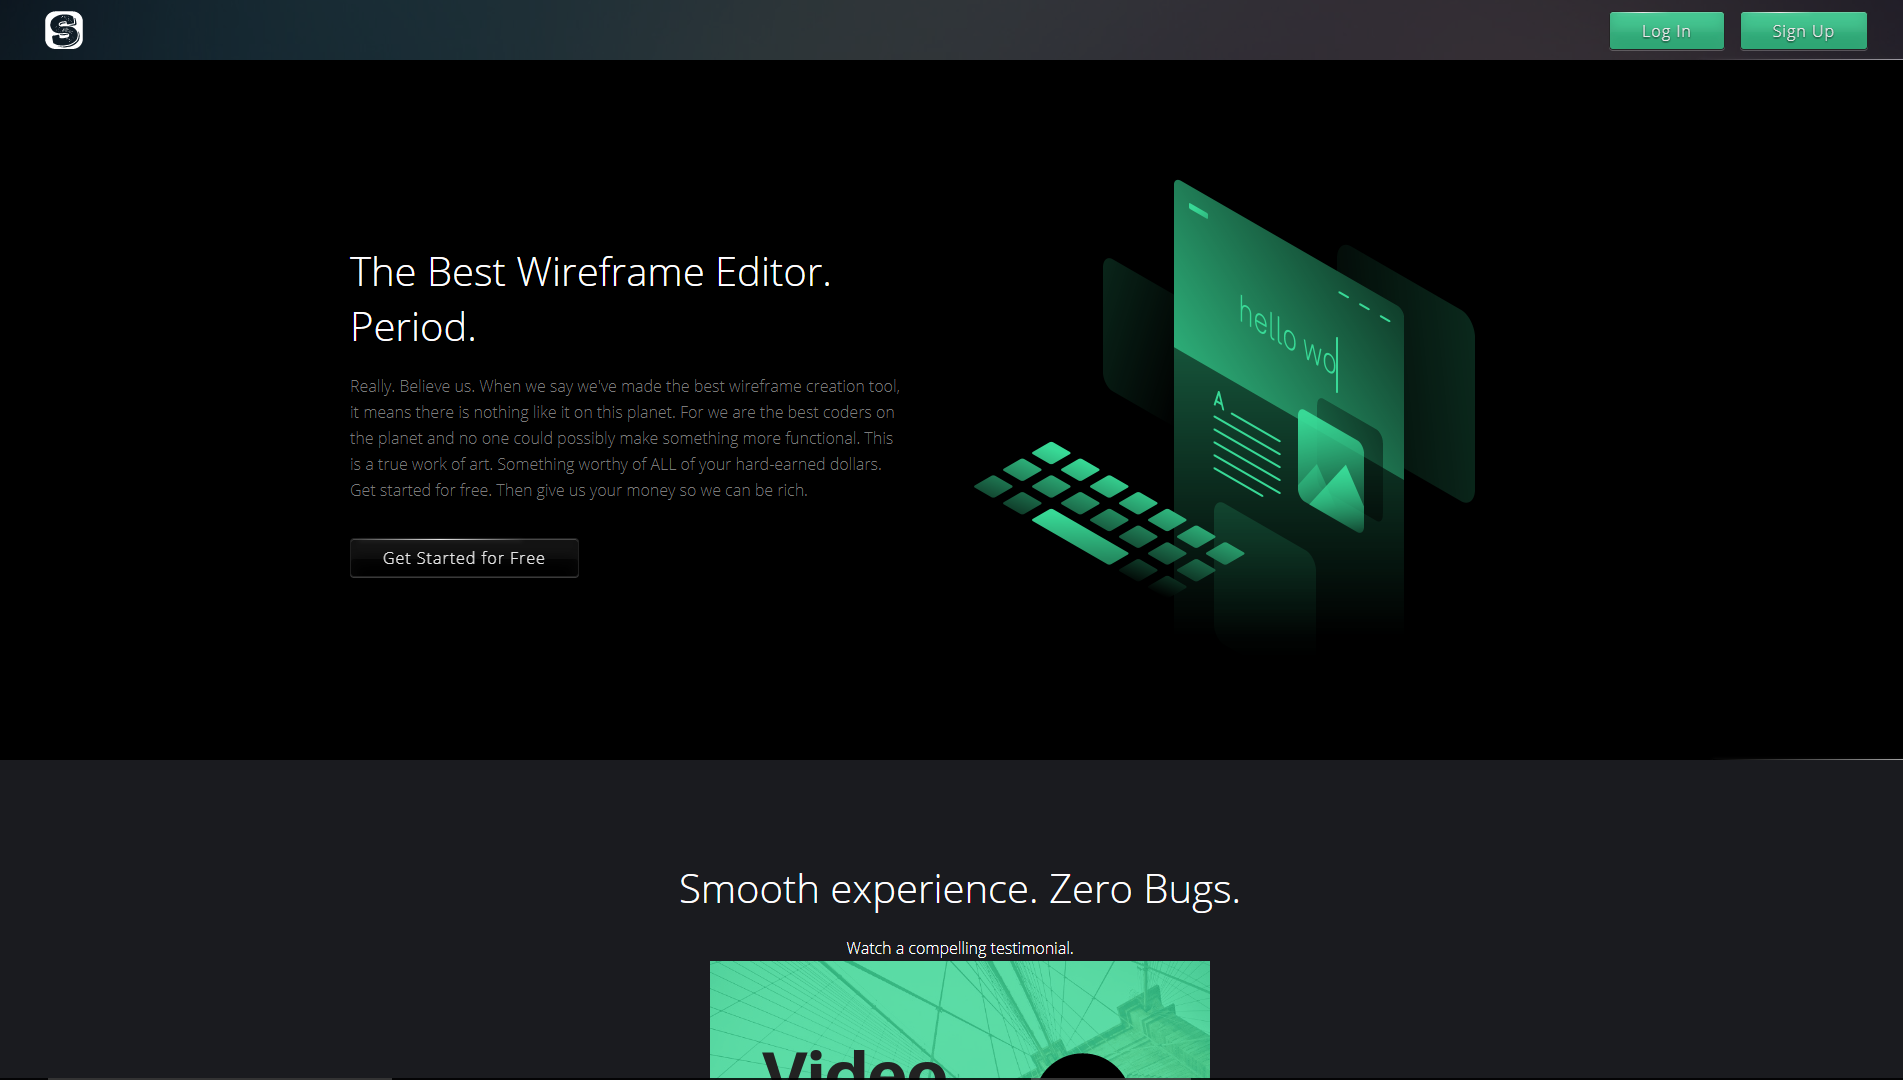 S
Log In
Sign Up
The Best Wireframe Editor.
Period.
Really. Believe us. When we say we've made the best wireframe creation tool,
it means there is nothing like it on this planet. For we are the best coders on
the planet and no one could possibly make something more functional. This
is a true work of art. Something worthy of ALL of your hard-earned dollars.
Get started for free. Then give us your money so we can be rich.
Get Started for Free
hello wo
A
Smooth experience. Zero Bugs.
Watch a compelling testimonial.
Video